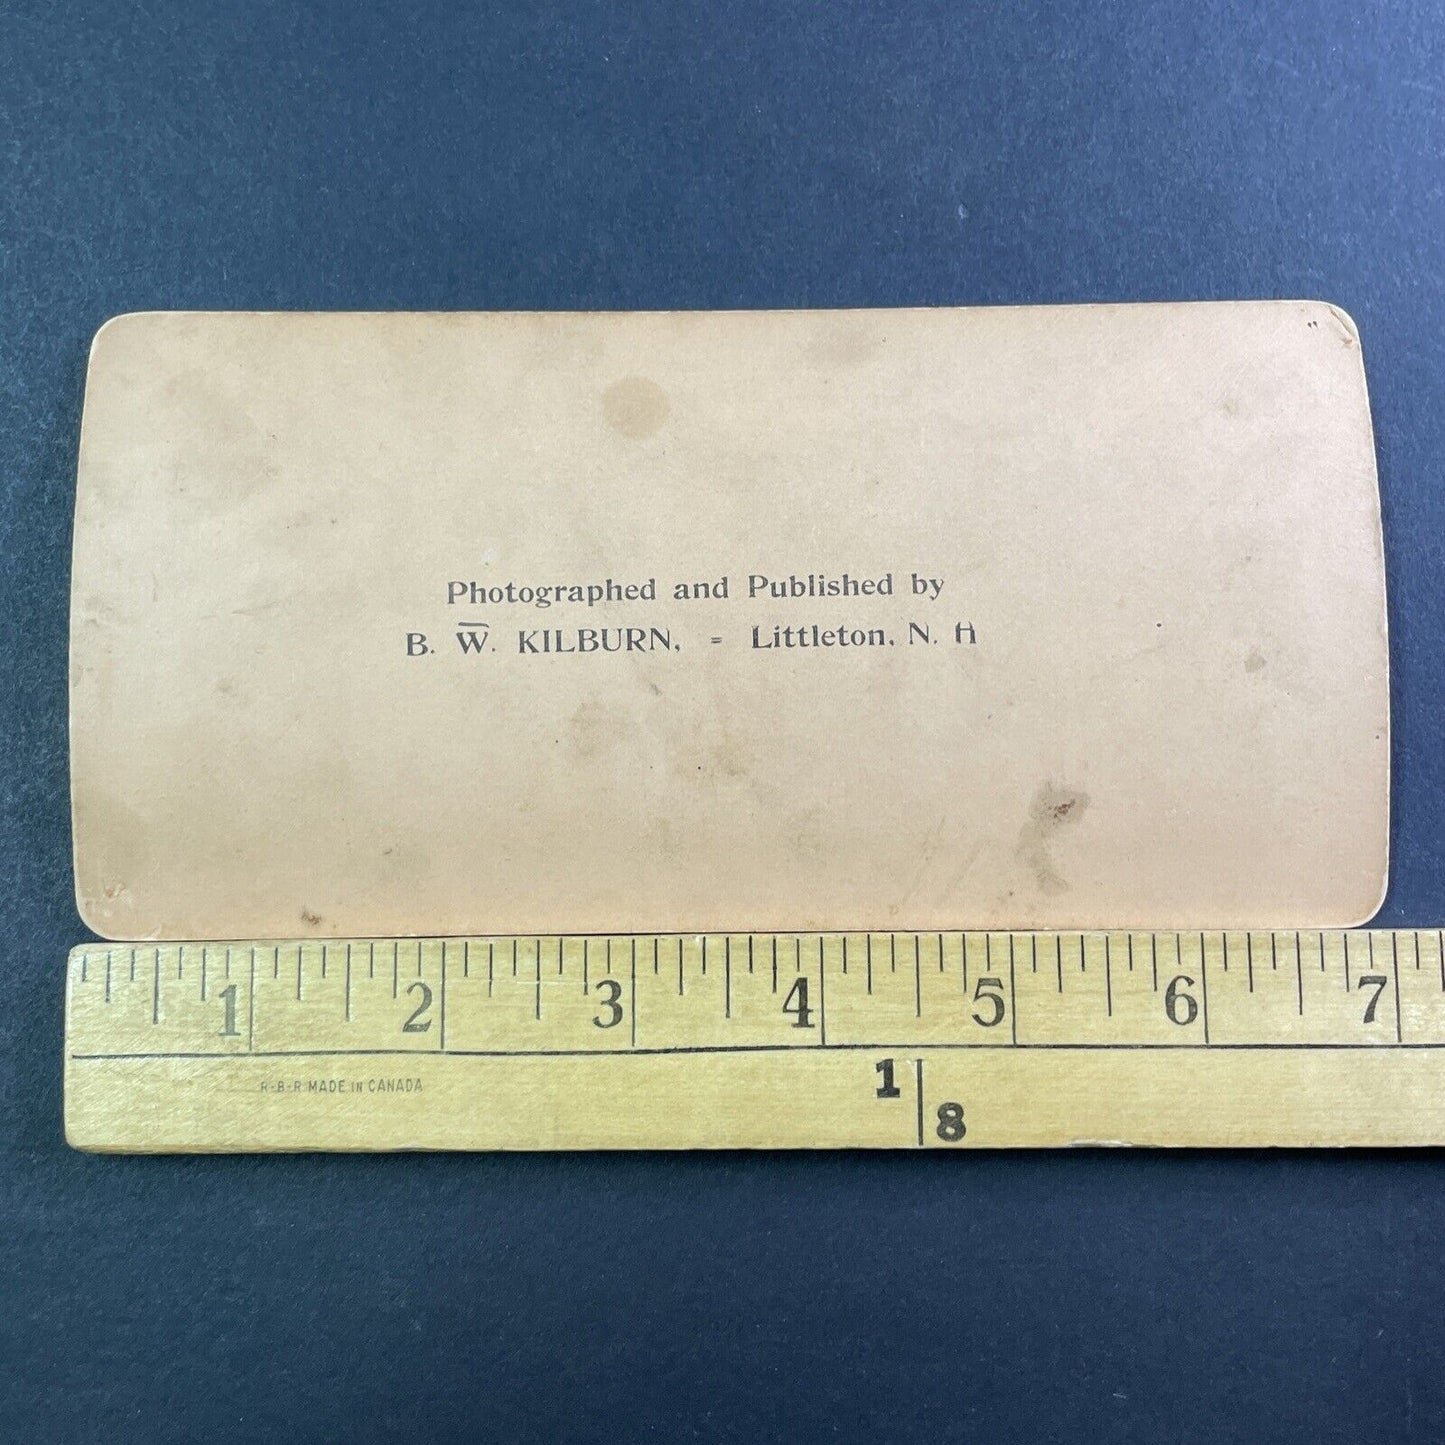 Photographed and Published by
B. W. KILBURN, = Littleton, N. H
1 2 3 4 5 6 7
R-B-R MADE IN CANADA
1 8